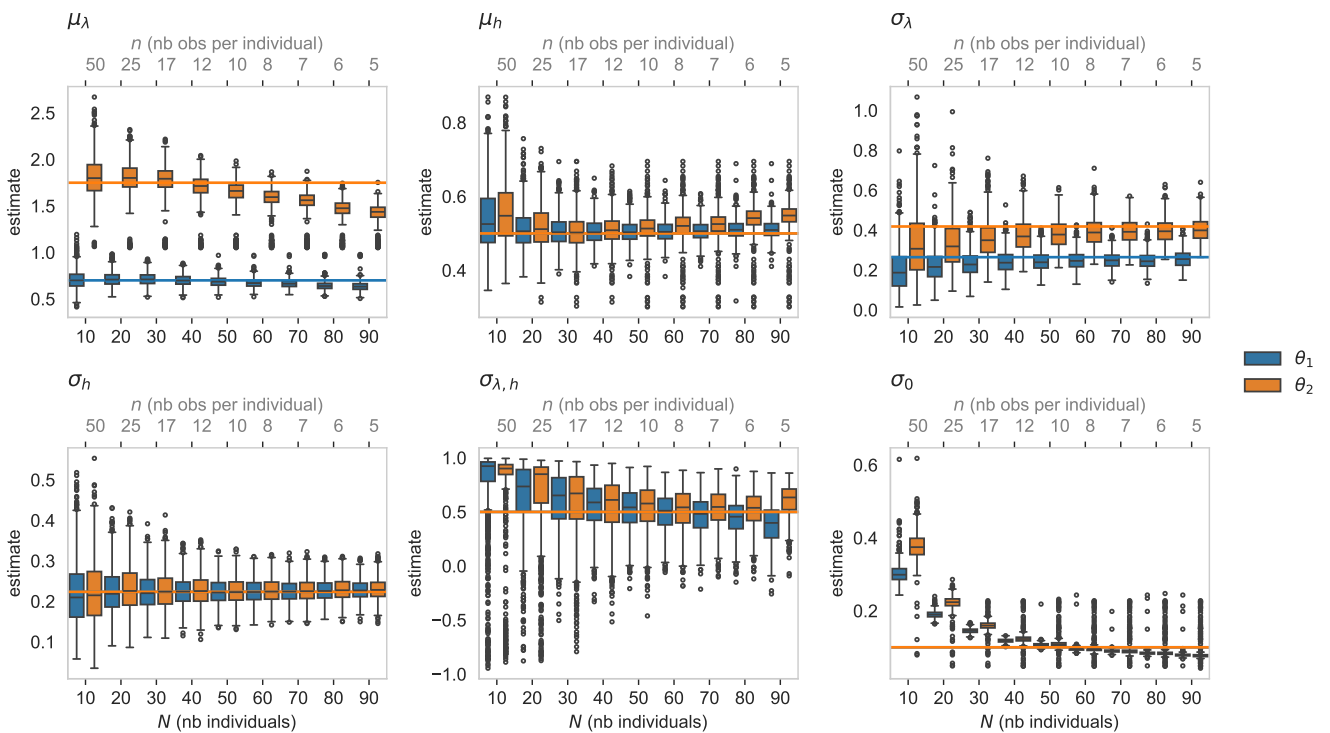 μ_λ
n (nb obs per individual)
50 25 17 12 10 8 7 6 5
estimate
2.5
2.0
1.5
1.0
0.5
10 20 30 40 50 60 70 80 90
μ_h
n (nb obs per individual)
50 25 17 12 10 8 7 6 5
estimate
0.8
0.6
0.4
10 20 30 40 50 60 70 80 90
σ_λ
n (nb obs per individual)
50 25 17 12 10 8 7 6 5
estimate
1.0
0.8
0.6
0.4
0.2
0.0
10 20 30 40 50 60 70 80 90
θ₁
θ₂
σ_h
n (nb obs per individual)
50 25 17 12 10 8 7 6 5
estimate
0.5
0.4
0.3
0.2
0.1
10 20 30 40 50 60 70 80 90
N (nb individuals)
σ_{λ, h}
n (nb obs per individual)
50 25 17 12 10 8 7 6 5
estimate
1.0
0.5
0.0
−0.5
−1.0
10 20 30 40 50 60 70 80 90
N (nb individuals)
σ₀
n (nb obs per individual)
50 25 17 12 10 8 7 6 5
estimate
0.6
0.4
0.2
10 20 30 40 50 60 70 80 90
N (nb individuals)